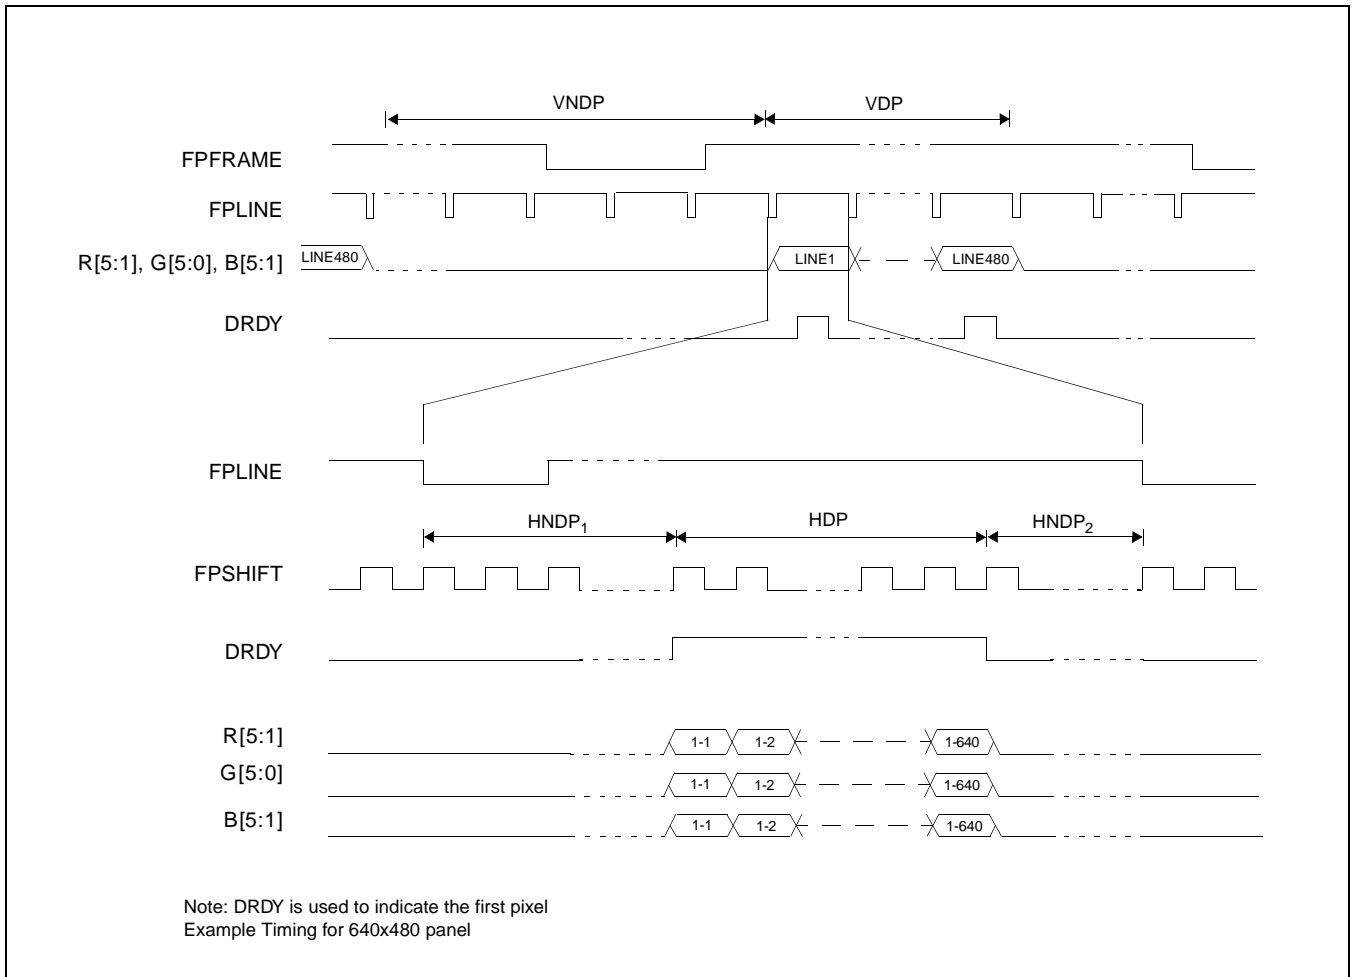 VNDP VDP
FPFRAME
FPLINE
R[5:1], G[5:0], B[5:1] LINE480 LINE1 LINE480
DRDY
FPLINE
HNDP1 HDP HNDP2
FPSHIFT
DRDY
R[5:1] 1-1 1-2 1-640
G[5:0] 1-1 1-2 1-640
B[5:1] 1-1 1-2 1-640
Note: DRDY is used to indicate the first pixel
Example Timing for 640x480 panel